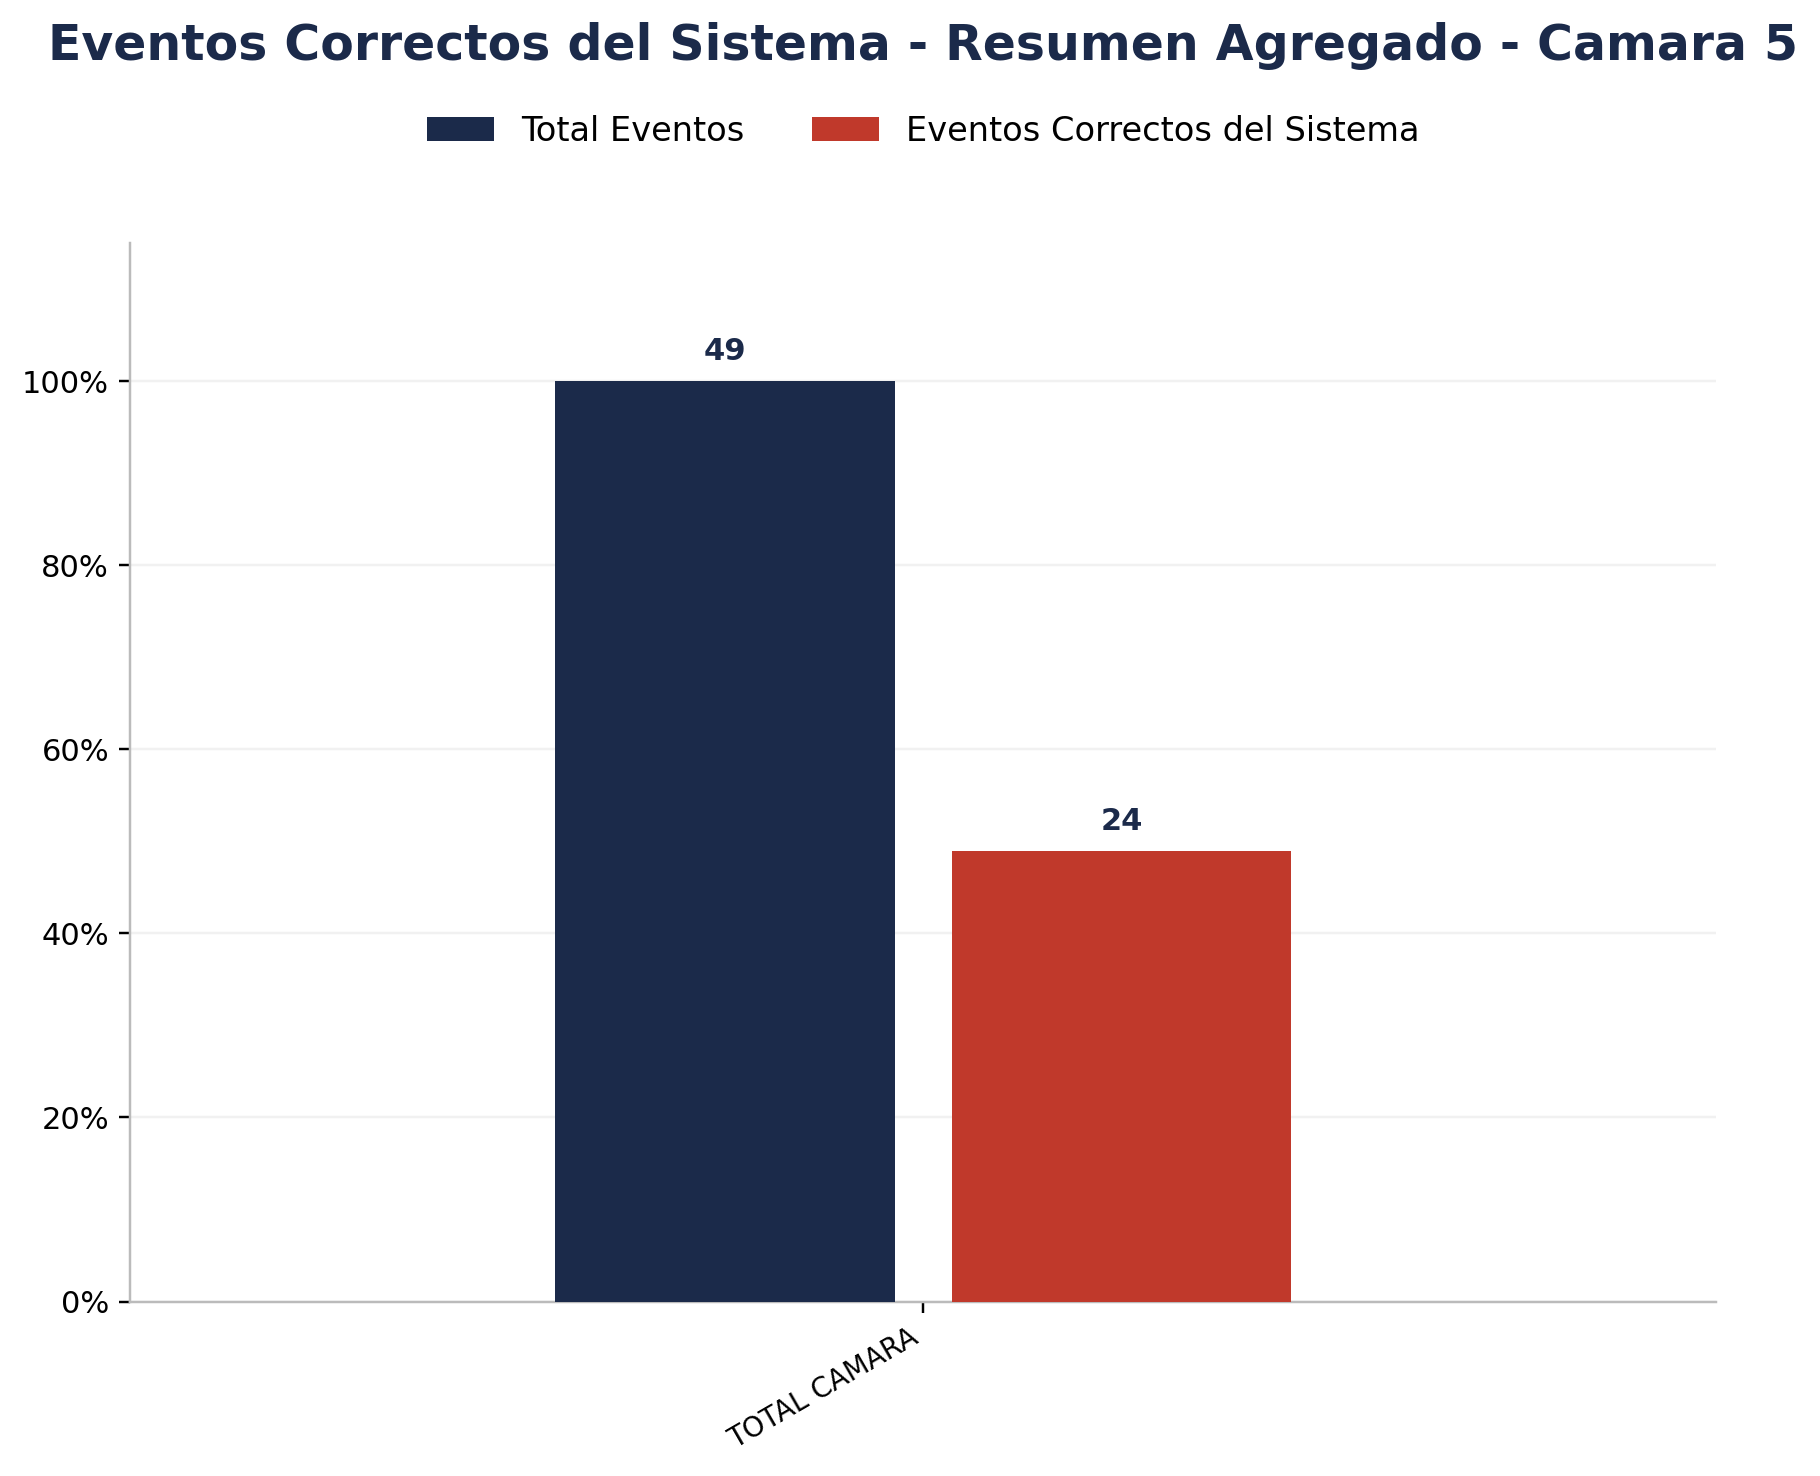 Eventos Correctos del Sistema - Resumen Agregado - Camara 5
Total Eventos
Eventos Correctos del Sistema
49
100%
80%
60%
24
40%
20%
0%
TOTAL CAMARA